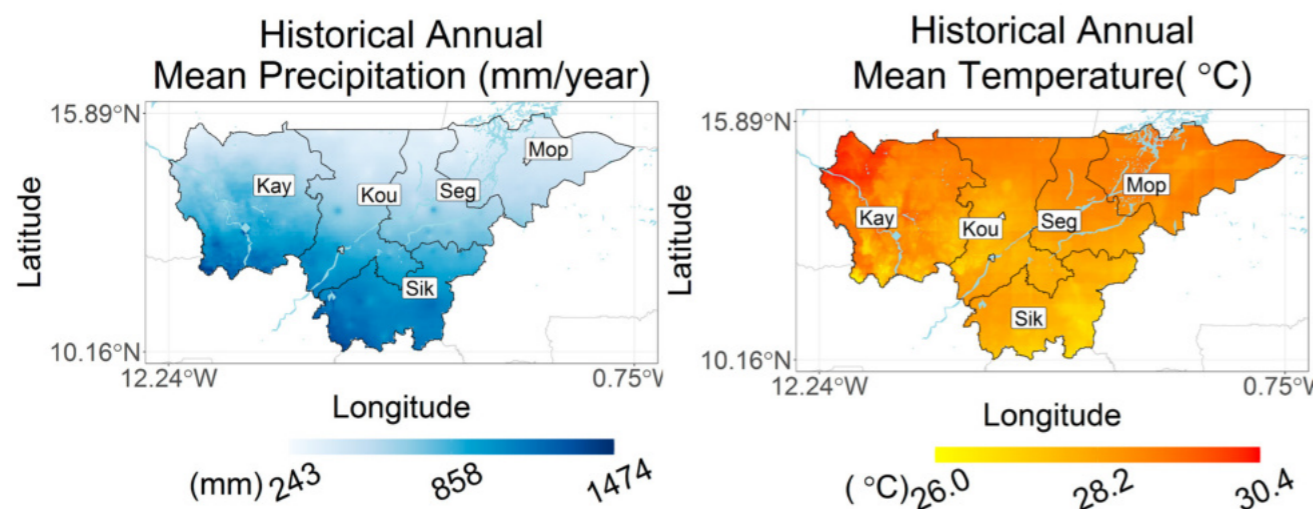 Historical Annual
Mean Precipitation (mm/year)
15.89°N
Mop
Kay
Kou
Seg
Sik
Latitude
10.16°N
12.24°W
0.75°W
Longitude
(mm)
243
858
1474
Historical Annual
Mean Temperature( °C)
15.89°N
Mop
Kay
Kou
Seg
Sik
Latitude
10.16°N
12.24°W
0.75°W
Longitude
( °C)
26.0
28.2
30.4